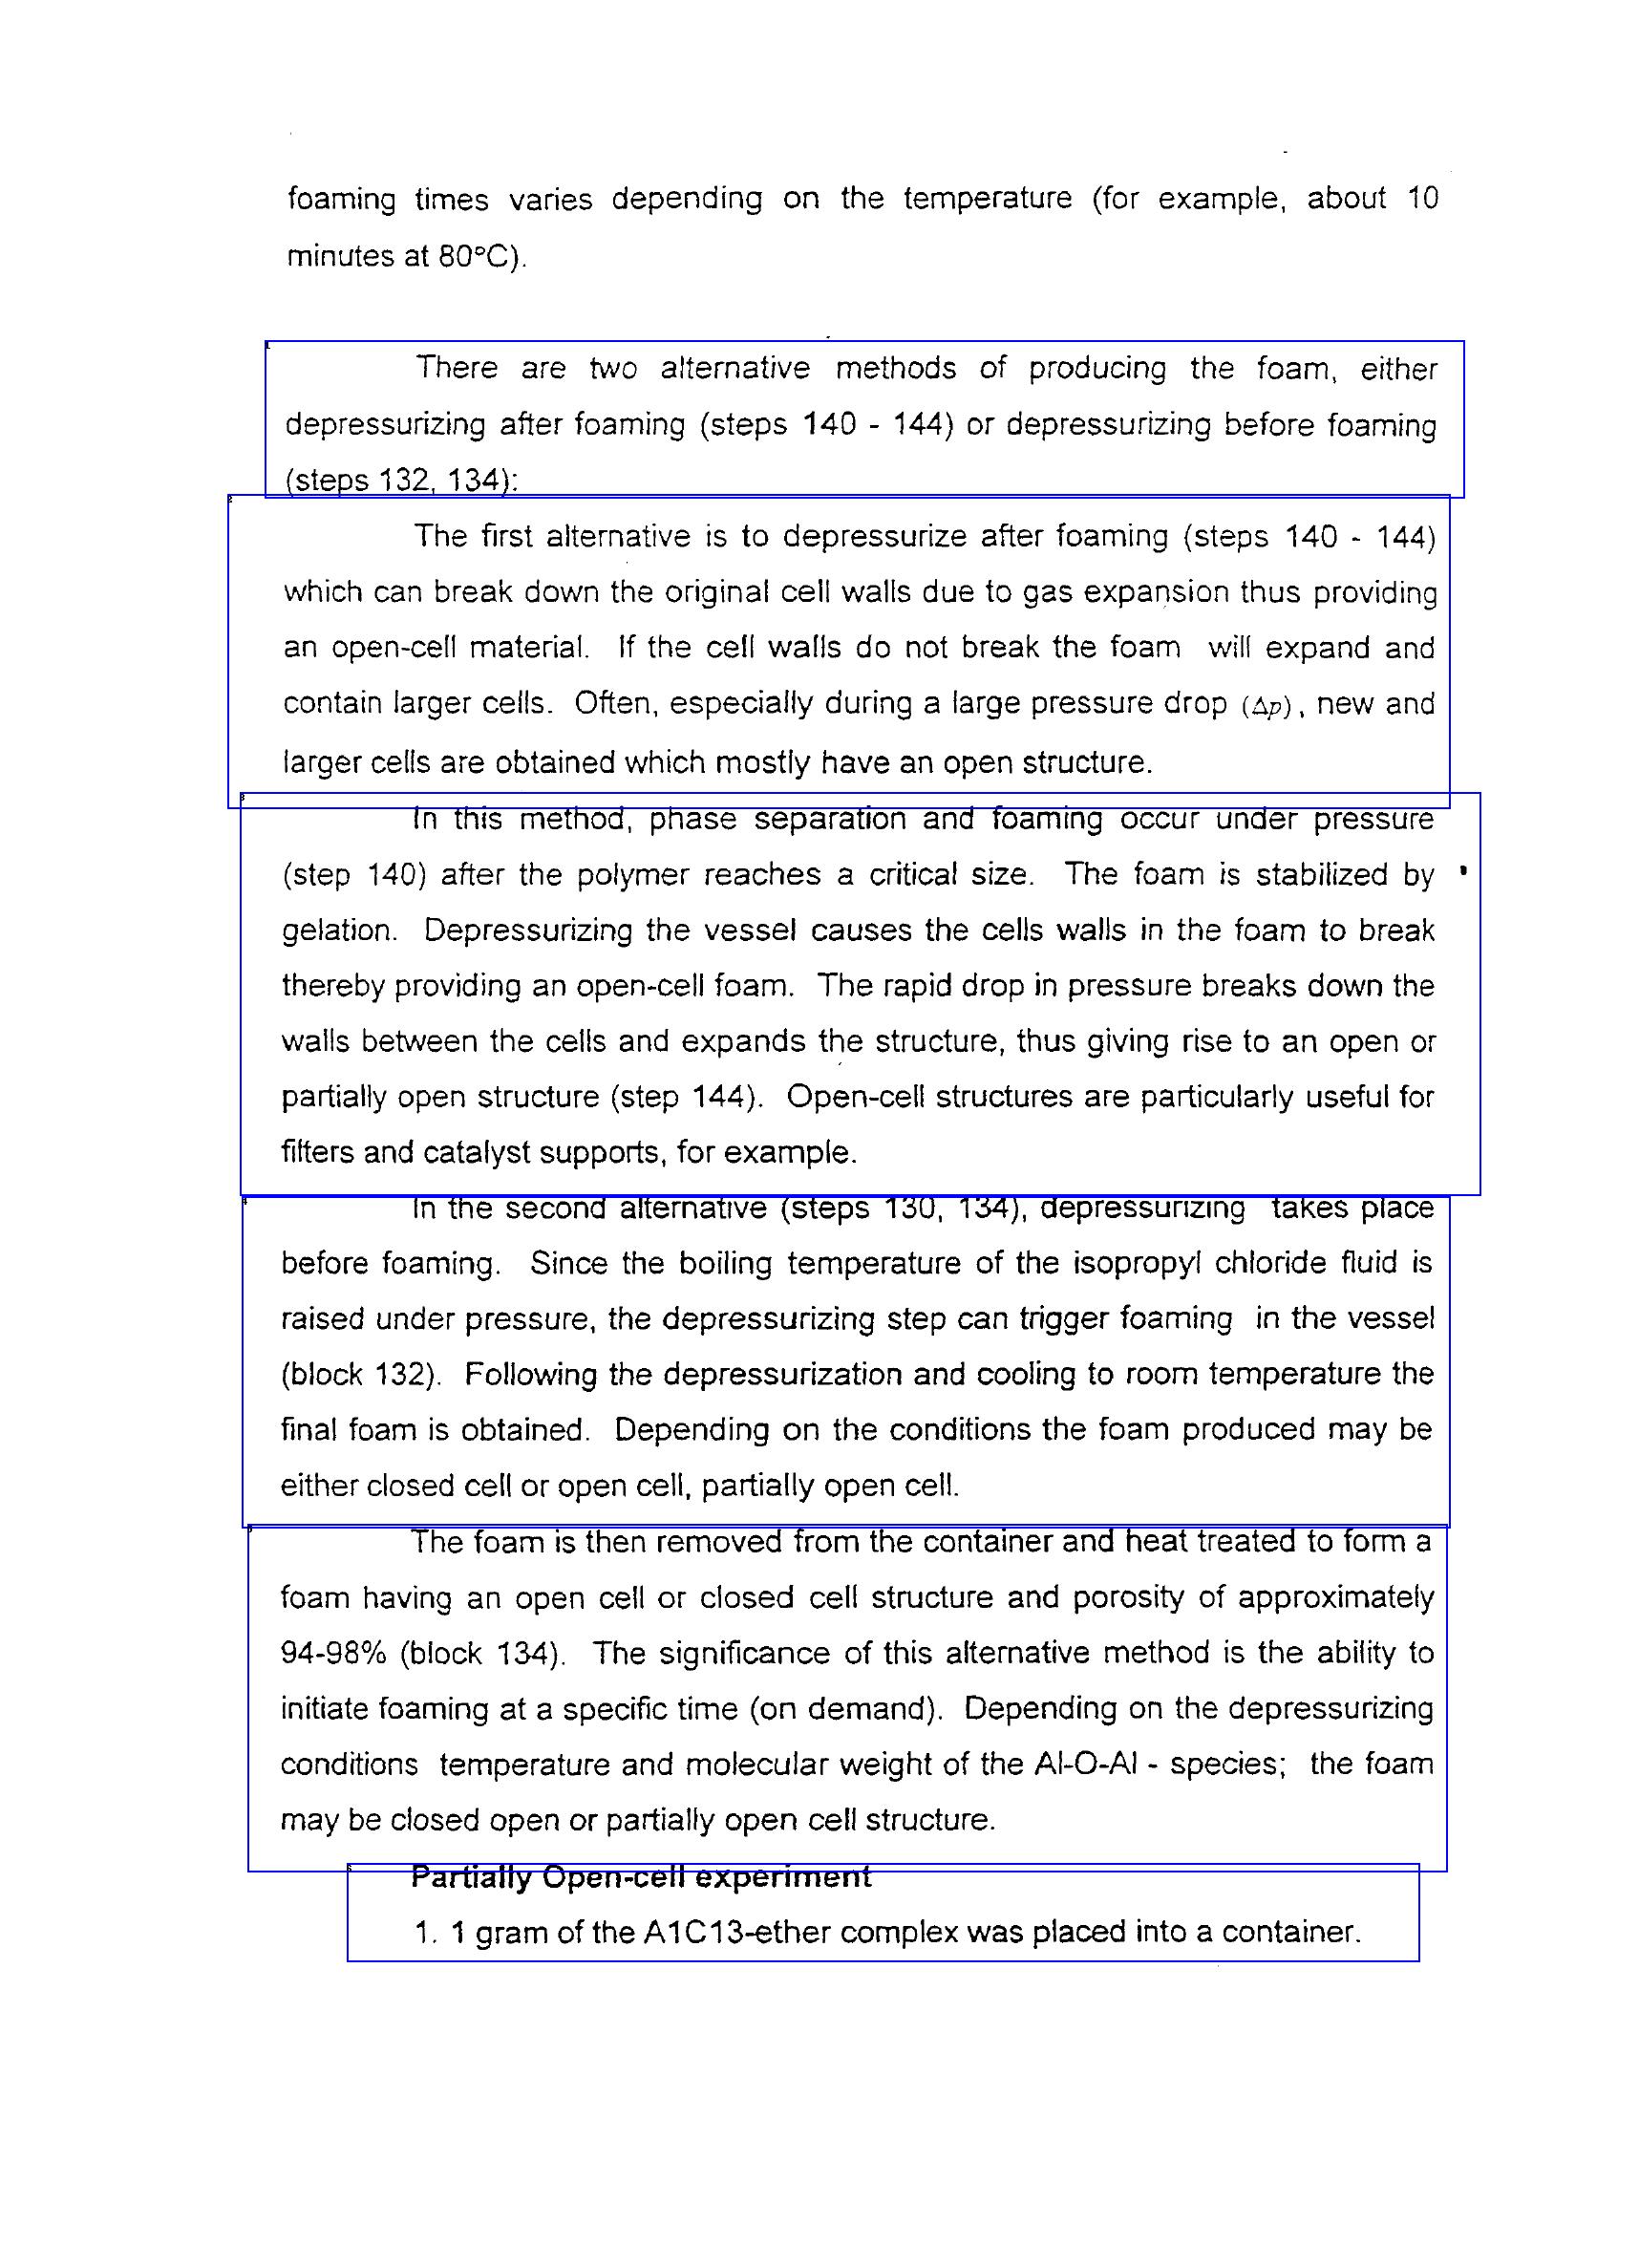 foaming times varies depending on the temperature (for example, about 10
minutes at 80°C).
There are two alternative methods of producing the foam, either
depressurizing after foaming (steps 140 - 144) or depressurizing before foaming
(steps 132, 134):
The first alternative is to depressurize after foaming (steps 140 - 144)
which can break down the original cell walls due to gas expansion thus providing
an open-cell material. If the cell walls do not break the foam will expand and
contain larger cells. Often, especially during a large pressure drop (Δp), new and
larger cells are obtained which mostly have an open structure.
In this method, phase separation and foaming occur under pressure
(step 140) after the polymer reaches a critical size. The foam is stabilized by
gelation. Depressurizing the vessel causes the cells walls in the foam to break
thereby providing an open-cell foam. The rapid drop in pressure breaks down the
walls between the cells and expands the structure, thus giving rise to an open or
partially open structure (step 144). Open-cell structures are particularly useful for
filters and catalyst supports, for example.
In the second alternative (steps 130, 134), depressurizing takes place
before foaming. Since the boiling temperature of the isopropyl chloride fluid is
raised under pressure, the depressurizing step can trigger foaming in the vessel
(block 132). Following the depressurization and cooling to room temperature the
final foam is obtained. Depending on the conditions the foam produced may be
either closed cell or open cell, partially open cell.
The foam is then removed from the container and heat treated to form a
foam having an open cell or closed cell structure and porosity of approximately
94-98% (block 134). The significance of this alternative method is the ability to
initiate foaming at a specific time (on demand). Depending on the depressurizing
conditions temperature and molecular weight of the Al-O-Al - species; the foam
may be closed open or partially open cell structure.
Partially Open-cell experiment
1. 1 gram of the A1C13-ether complex was placed into a container.